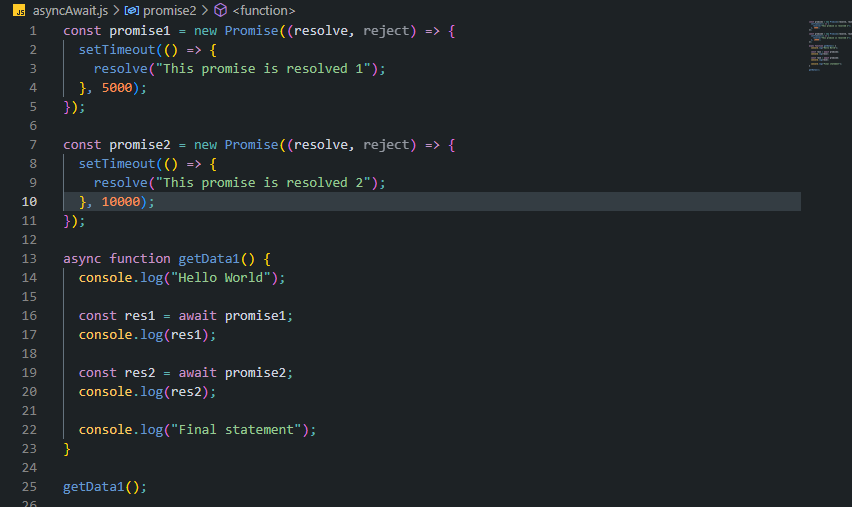 JS asyncAwait.js > promise2 > <function>
1 const promise1 = new Promise((resolve, reject) => {
2 setTimeout(() => {
3 resolve("This promise is resolved 1");
4 }, 5000);
5 });
6
7 const promise2 = new Promise((resolve, reject) => {
8 setTimeout(() => {
9 resolve("This promise is resolved 2");
10 }, 10000);
11 });
12
13 async function getData1() {
14 console.log("Hello World");
15
16 const res1 = await promise1;
17 console.log(res1);
18
19 const res2 = await promise2;
20 console.log(res2);
21
22 console.log("Final statement");
23 }
24
25 getData1();
26